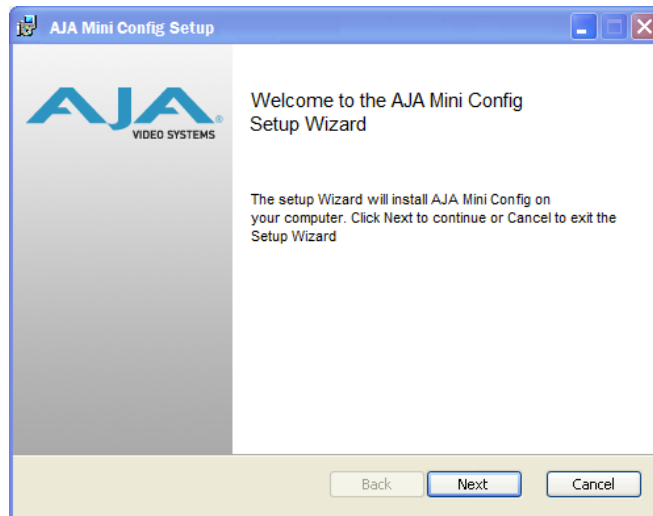 AJA Mini Config Setup
AJA
VIDEO SYSTEMS
Welcome to the AJA Mini Config
Setup Wizard
The setup Wizard will install AJA Mini Config on
your computer. Click Next to continue or Cancel to exit the
Setup Wizard
Back
Next
Cancel